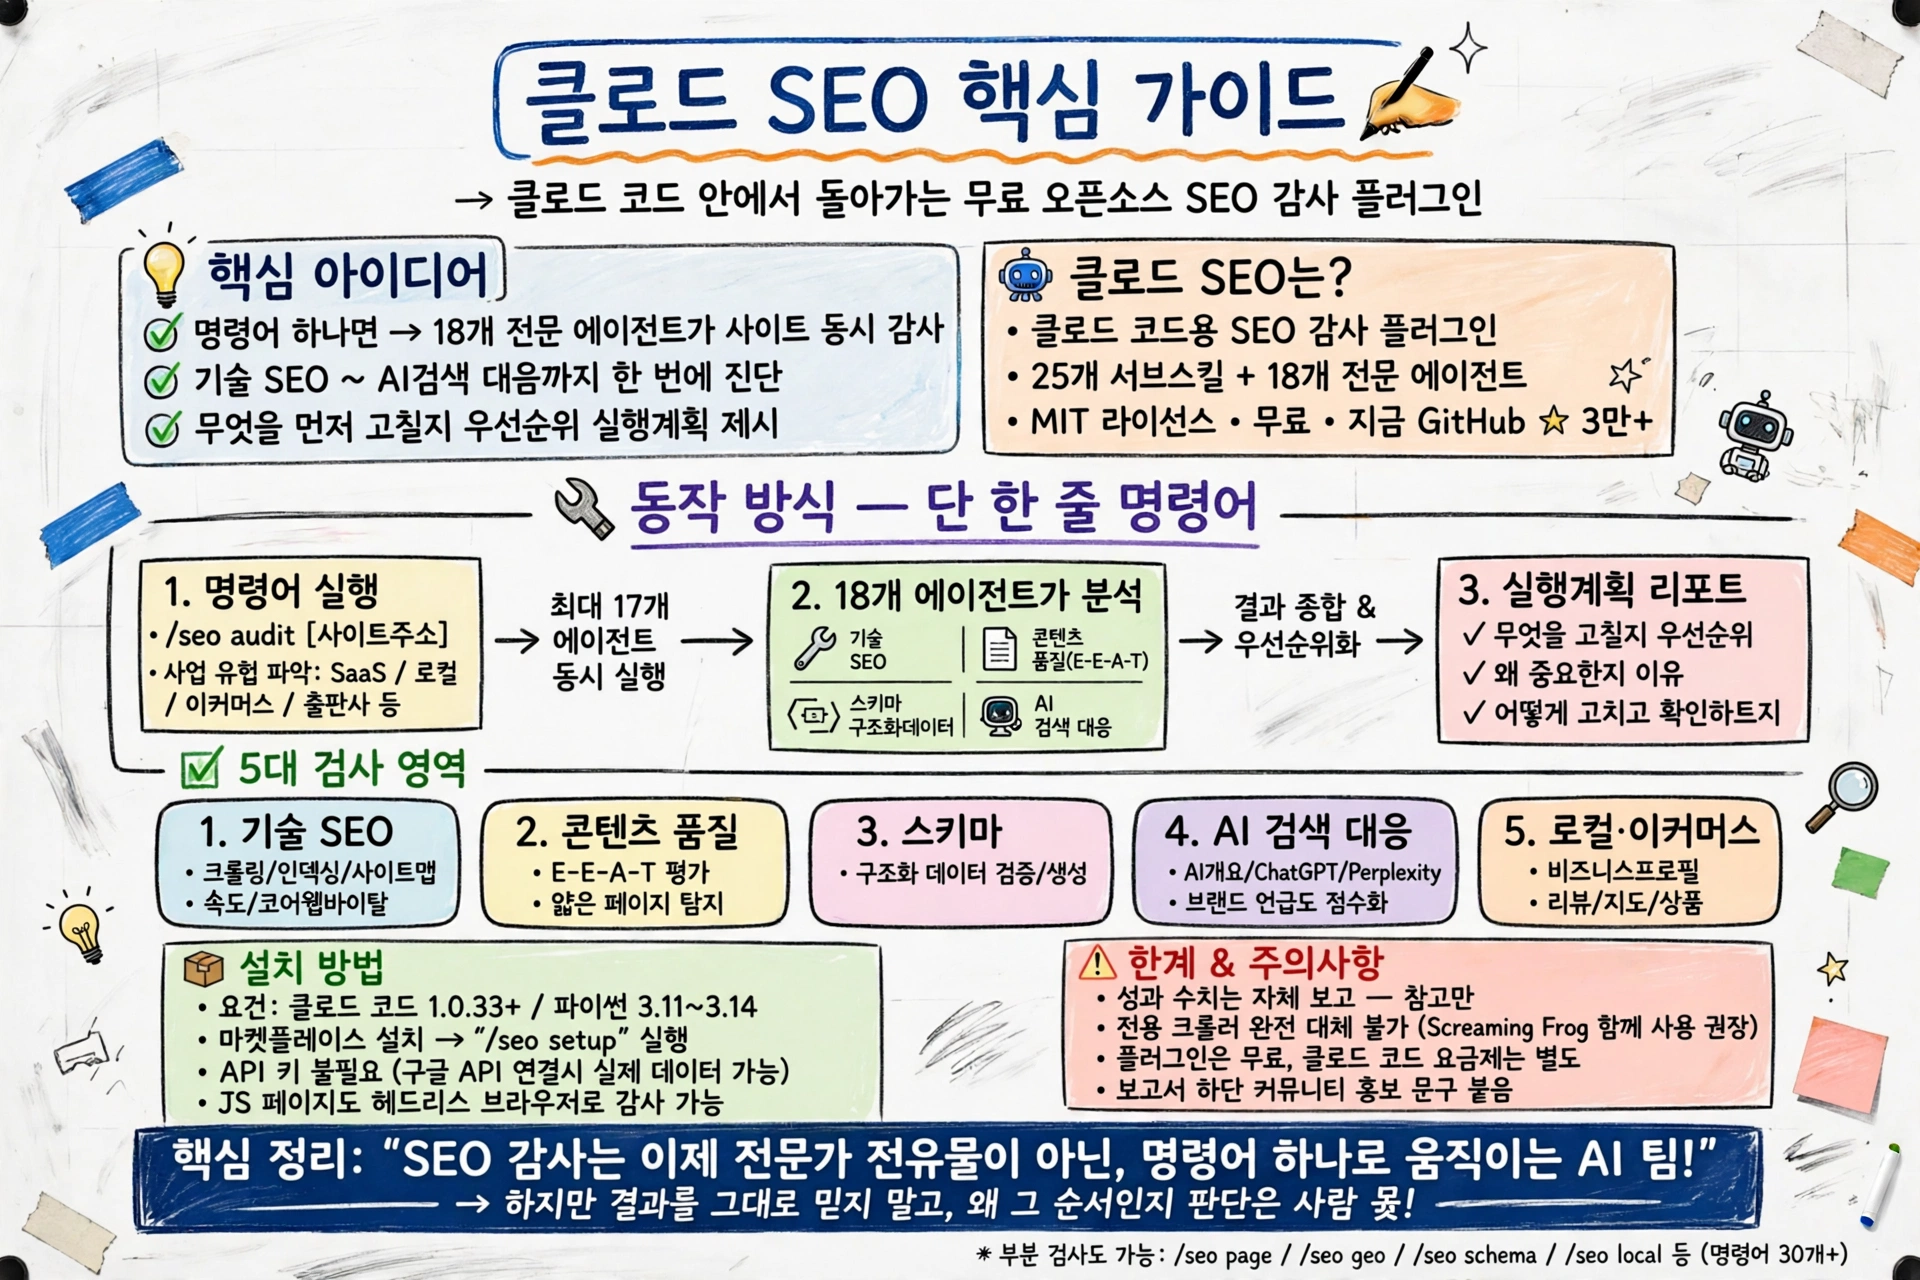 클로드 SEO 핵심 가이드
→ 클로드 코드 안에서 돌아가는 무료 오픈소스 SEO 감사 플러그인
핵심 아이디어
명령어 하나면 → 18개 전문 에이전트가 사이트 동시 감사
기술 SEO ~ AI검색 대음까지 한 번에 진단
무엇을 먼저 고칠지 우선순위 실행계획 제시
클로드 SEO는?
• 클로드 코드용 SEO 감사 플러그인
• 25개 서브스킬 + 18개 전문 에이전트
• MIT 라이선스 • 무료 • 지금 GitHub ⭐ 3만+
동작 방식 — 단 한 줄 명령어
1. 명령어 실행
• /seo audit [사이트주소]
• 사업 유헙 파악: SaaS / 로컬
/ 이커머스 / 출판사 등
최대 17개
에이전트
동시 실행
2. 18개 에이전트가 분석
기술
SEO
콘텐츠
품질(E-E-A-T)
스키마
구조화데이터
AI
검색 대응
결과 종합 &
우선순위화
3. 실행계획 리포트
✓ 무엇을 고칠지 우선순위
✓ 왜 중요한지 이유
✓ 어떻게 고치고 확인하트지
5대 검사 영역
1. 기술 SEO
• 크롤링/인덱싱/사이트맵
• 속도/코어웹바이탈
2. 콘텐츠 품질
• E-E-A-T 평가
• 얇은 페이지 탐지
3. 스키마
• 구조화 데이터 검증/생성
4. AI 검색 대응
• AI개요/ChatGPT/Perplexity
• 브랜드 언급도 점수화
5. 로컬·이커머스
• 비즈니스프로필
• 리뷰/지도/상품
설치 방법
• 요건: 클로드 코드 1.0.33+ / 파이썬 3.11~3.14
• 마켓플레이스 설치 → "/seo setup" 실행
• API 키 불필요 (구글 API 연결시 실제 데이터 가능)
• JS 페이지도 헤드리스 브라우저로 감사 가능
한계 & 주의사항
• 성과 수치는 자체 보고 — 참고만
• 전용 크롤러 완전 대체 불가 (Screaming Frog 함께 사용 권장)
• 플러그인은 무료, 클로드 코드 요금제는 별도
• 보고서 하단 커뮤니티 홍보 문구 붙음
핵심 정리: "SEO 감사는 이제 전문가 전유물이 아닌, 명령어 하나로 움직이는 AI 팀!"
→ 하지만 결과를 그대로 믿지 말고, 왜 그 순서인지 판단은 사람
* 부분 검사도 가능: /seo page / /seo geo / /seo schema / /seo local 등 (명령어 30개+)